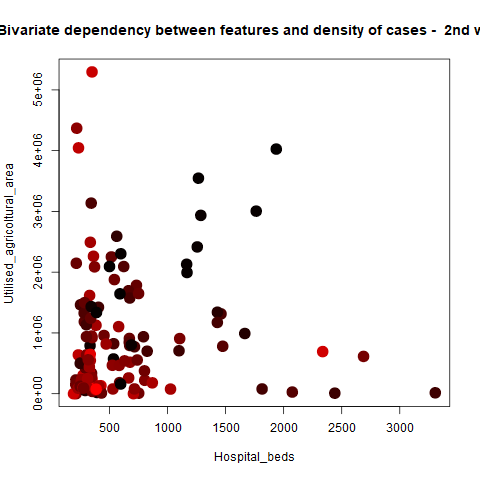 Bivariate dependency between features and density of cases - 2nd w
5e+06
4e+06
3e+06
2e+06
1e+06
0e+00
Utilised_agricoltural_area
500 1000 1500 2000 2500 3000
Hospital_beds